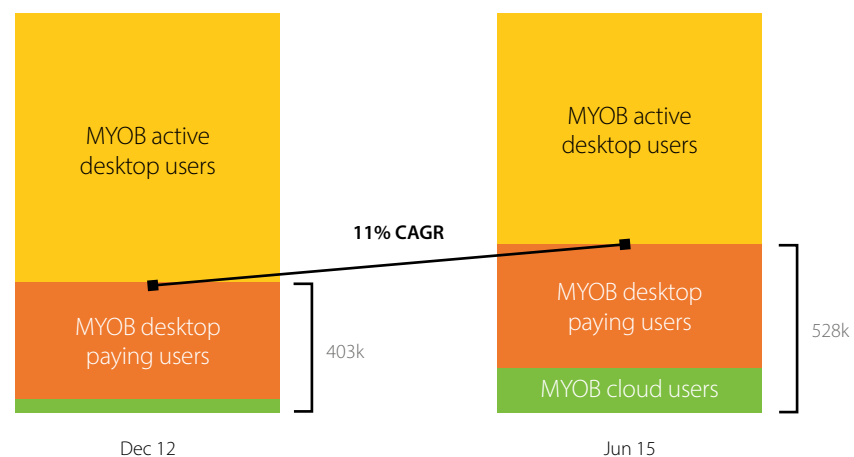 MYOB active
desktop users
MYOB active
desktop users
11% CAGR
MYOB desktop
paying users
403k
MYOB desktop
paying users
528k
MYOB cloud users
Dec 12
Jun 15